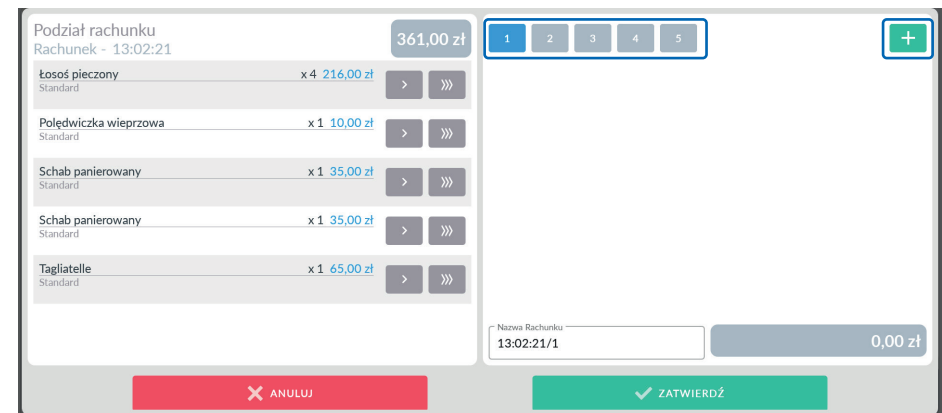 Podział rachunku
Rachunek - 13:02:21
361,00 zł
Łosoś pieczony x 4 216,00 zł
Standard
Polędwiczka wieprzowa x 1 10,00 zł
Standard
Schab panierowany x 1 35,00 zł
Standard
Schab panierowany x 1 35,00 zł
Standard
Tagliatelle x 1 65,00 zł
Standard
1 2 3 4 5 +
Nazwa Rachunku
13:02:21/1
0,00 zł
ANULUJ
ZATWIERDŹ